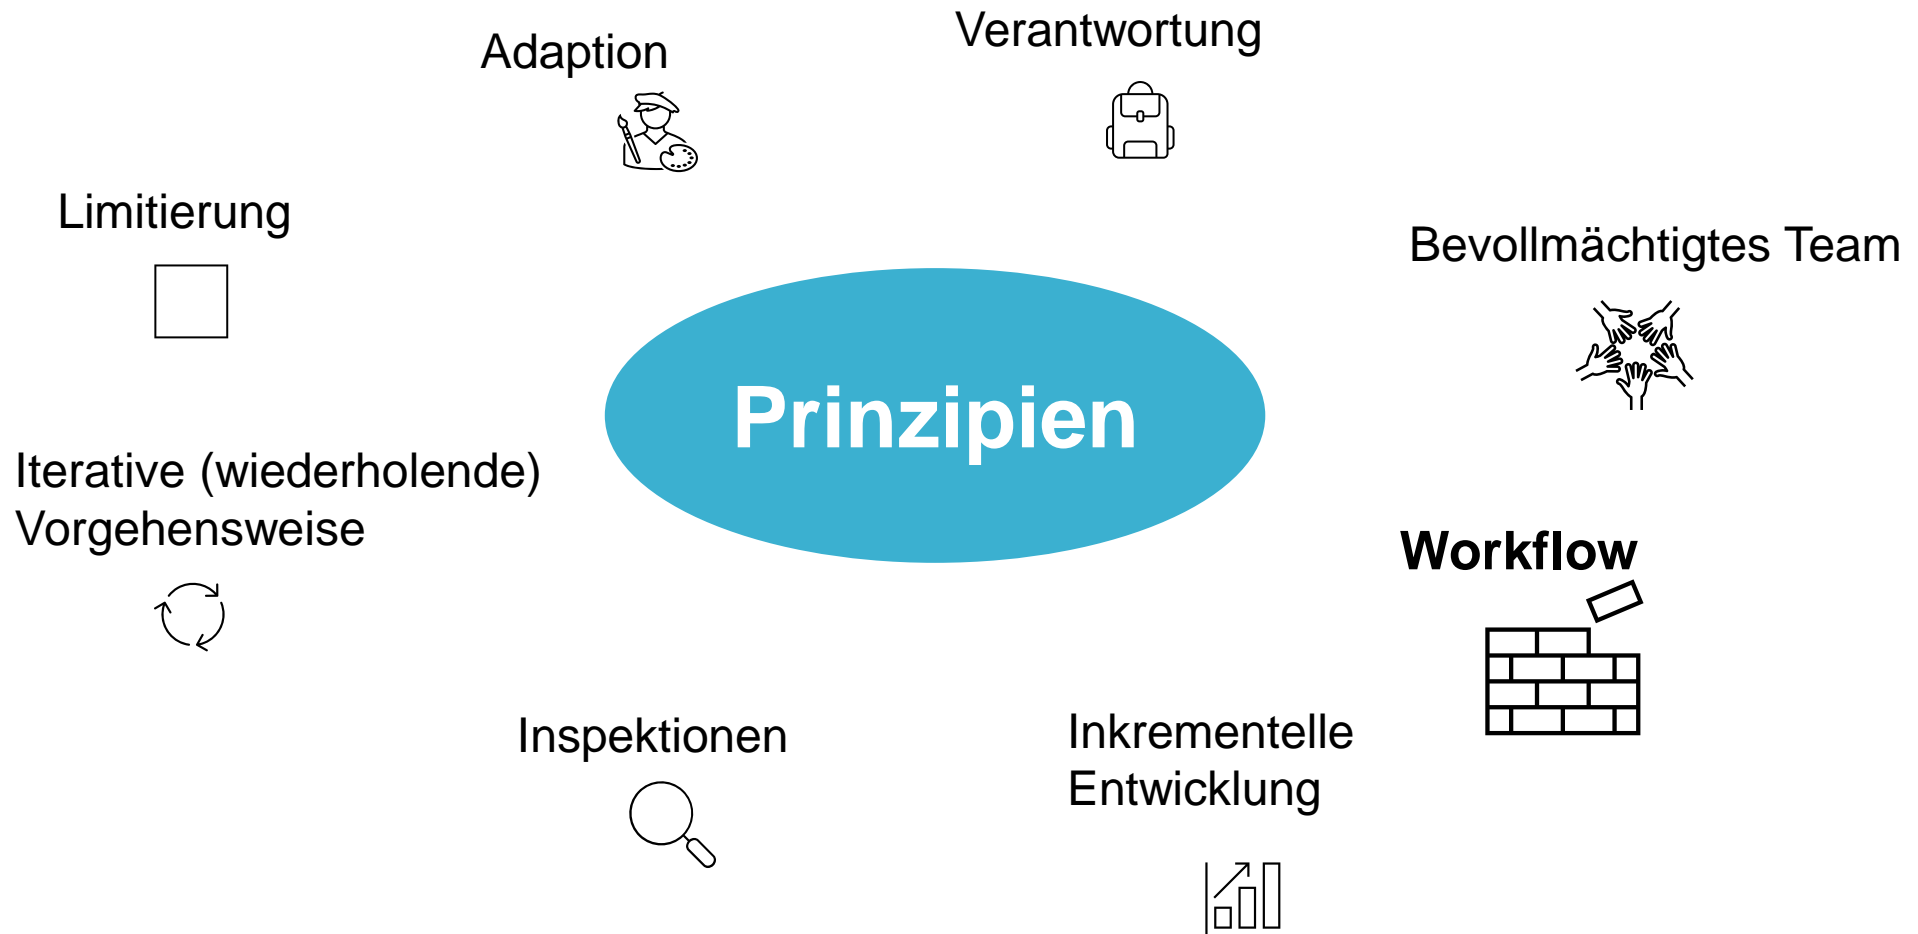 Verantwortung
Adaption
Limitierung
Bevollmächtigtes Team
Prinzipien
Iterative (wiederholende)
Vorgehensweise
Workflow
Inspektionen
Inkrementelle
Entwicklung